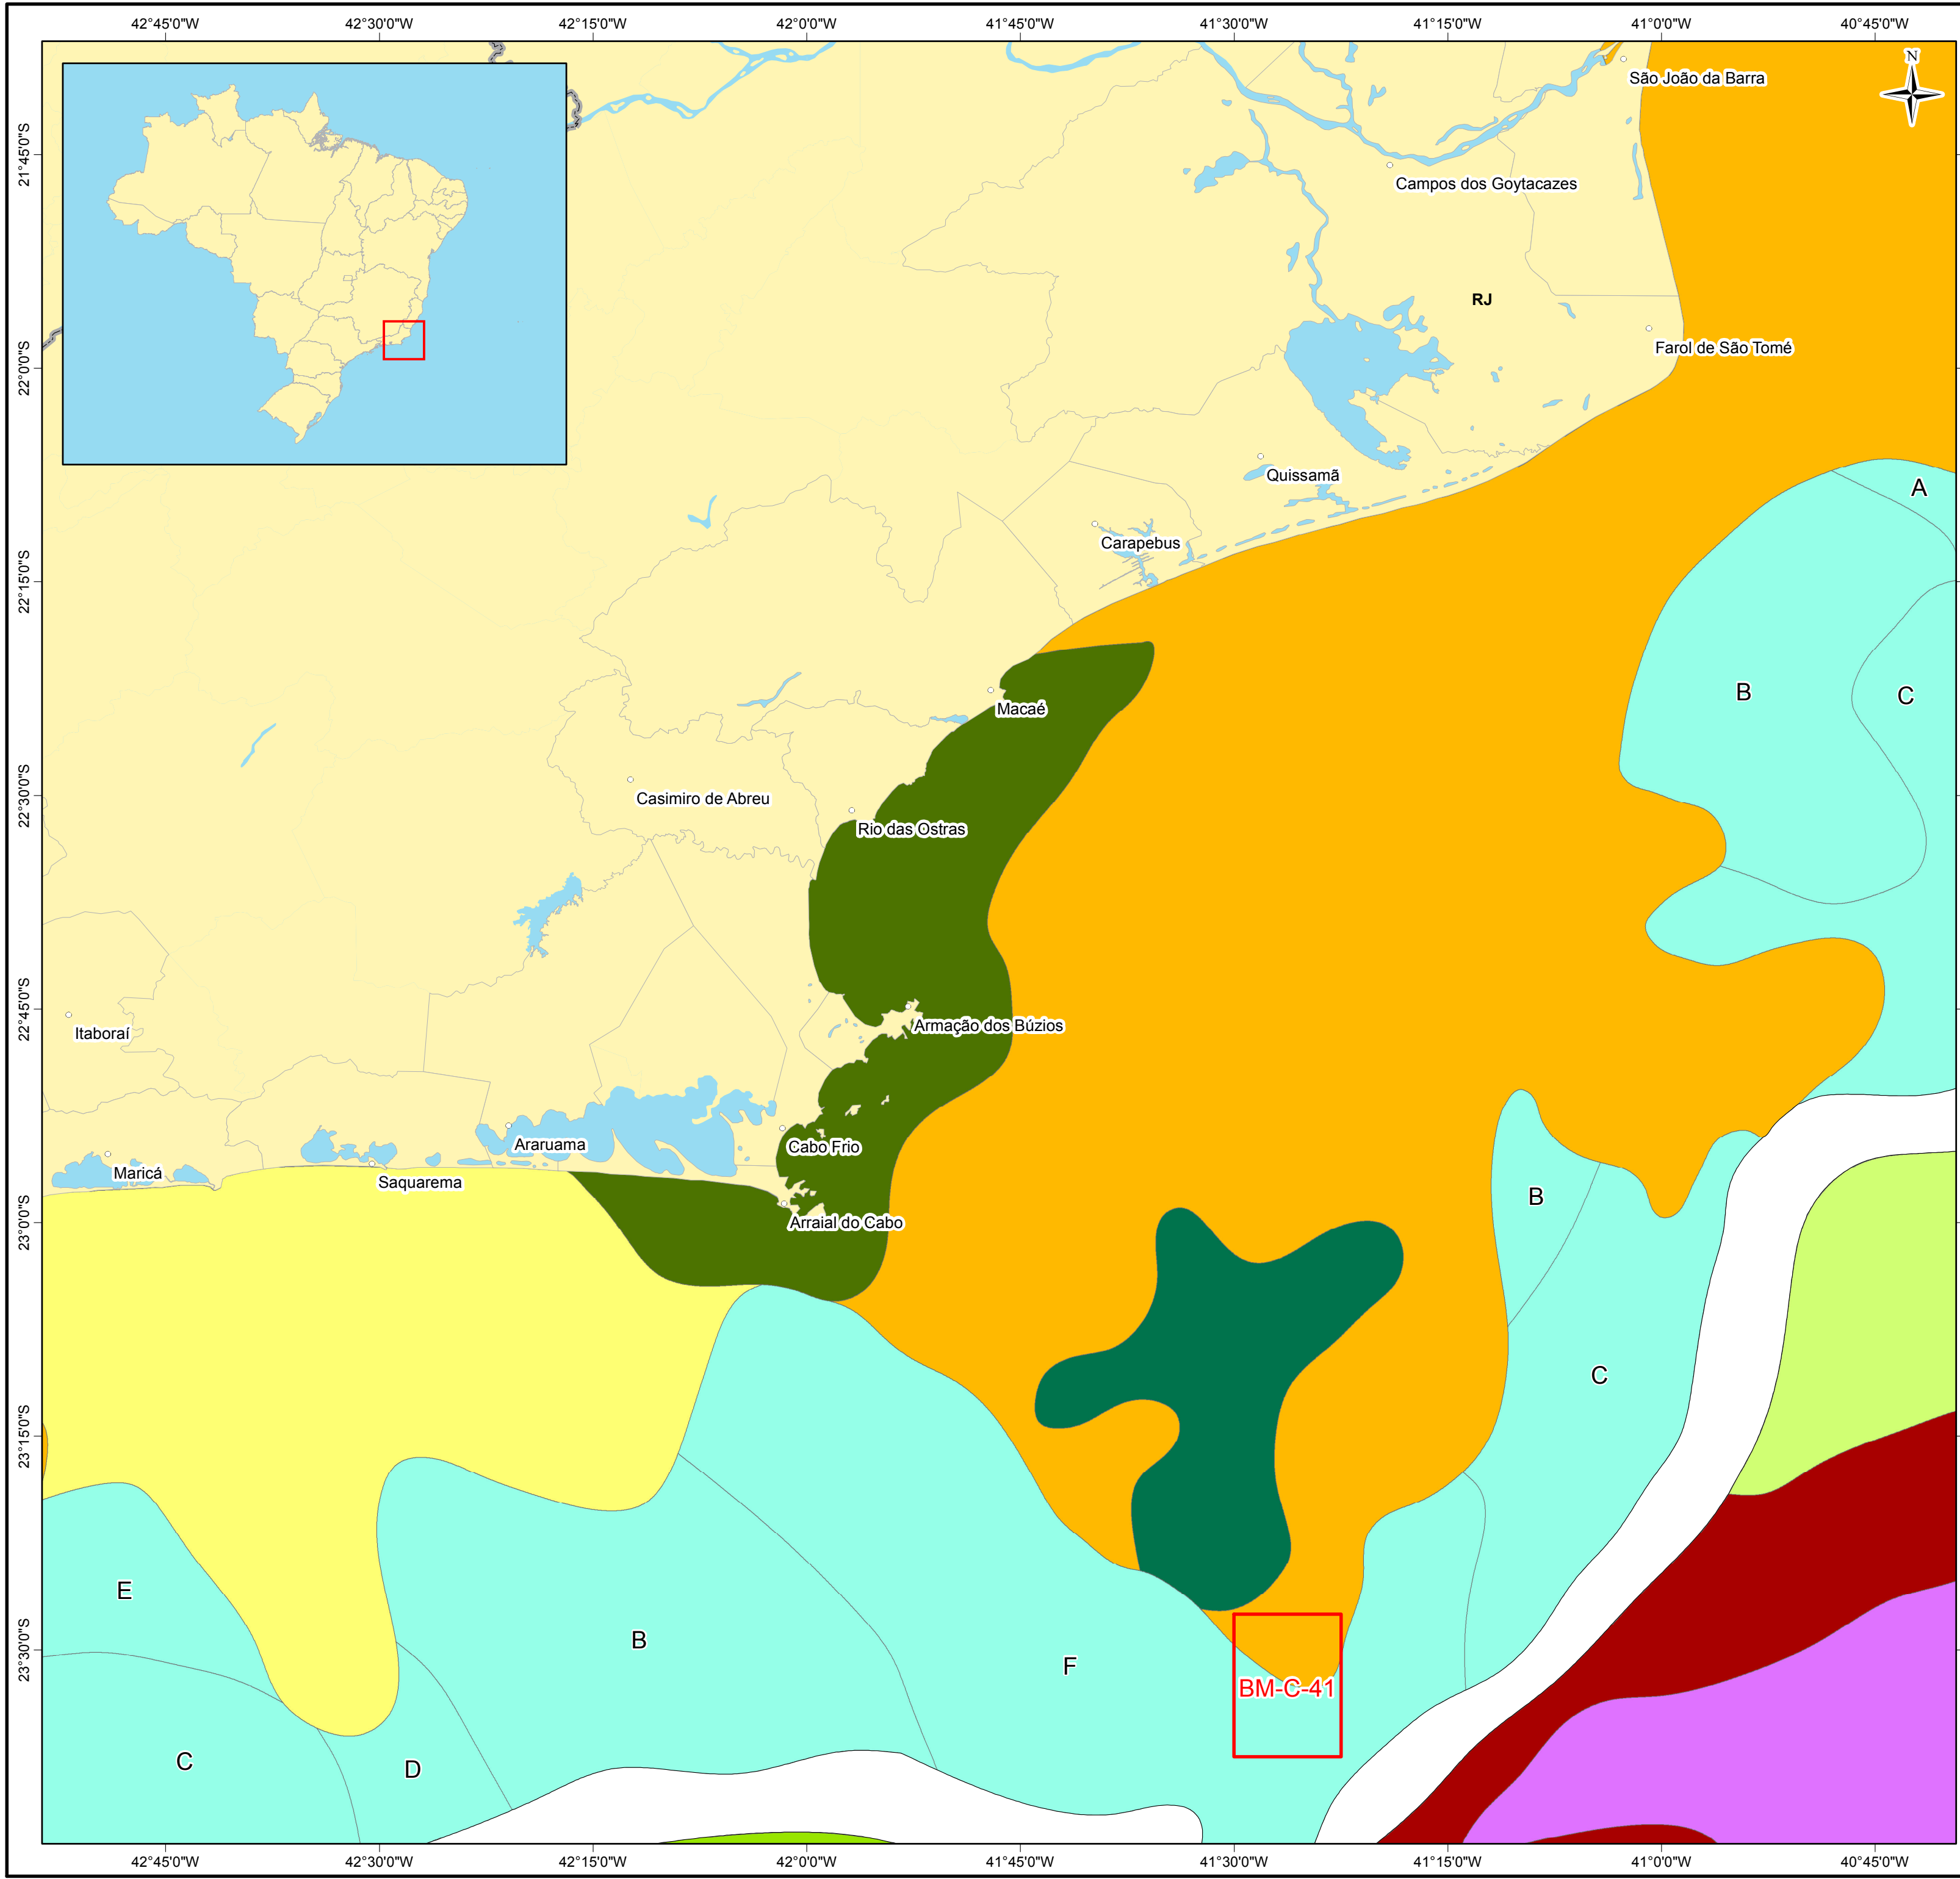 42°45'0"W 42°30'0"W 42°15'0"W 42°0'0"W 41°45'0"W 41°30'0"W 41°15'0"W 41°0'0"W 40°45'0"W
N
São João da Barra
21°45'0"S
Campos dos Goytacazes
RJ
Farol de São Tomé
22°0'0"S
Quissamã
A
Carapebus
22°15'0"S
B
C
Macaé
22°30'0"S
Casimiro de Abreu
Rio das Ostras
22°45'0"S
Armação dos Búzios
Itaboraí
Araruama
Cabo Frio
Maricá
Saquarema
B
23°0'0"S
Arraial do Cabo
C
23°15'0"S
E
B
23°30'0"S
F
BM-C-41
C
D
42°45'0"W 42°30'0"W 42°15'0"W 42°0'0"W 41°45'0"W 41°30'0"W 41°15'0"W 41°0'0"W 40°45'0"W